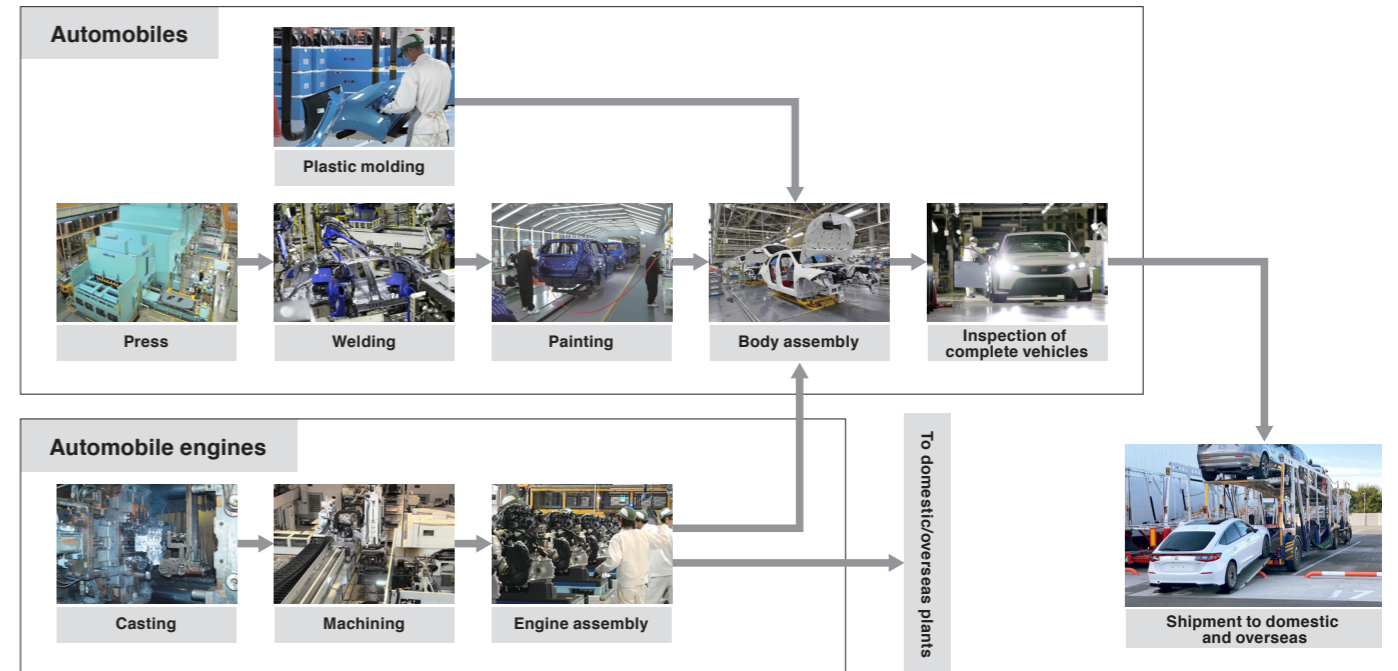 Automobiles
Plastic molding
Press
Welding
Painting
Body assembly
Inspection of
complete vehicles
Automobile engines
To domestic/overseas plants
Casting
Machining
Engine assembly
Shipment to domestic
and overseas